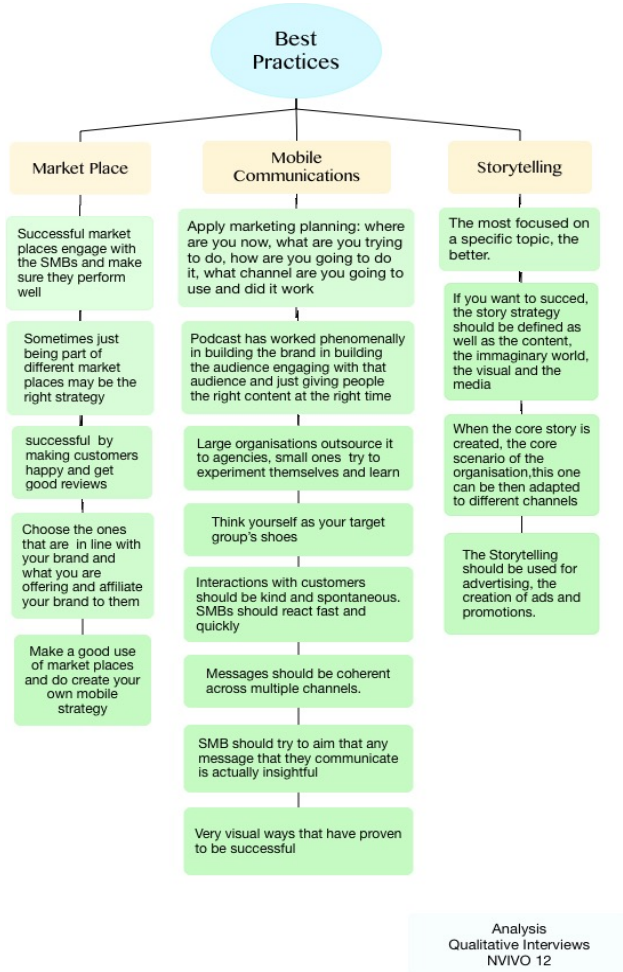 Best
Practices
Market Place
Mobile
Communications
Storytelling
Successful market
places engage with
the SMBs and make
sure they perform
well
Sometimes just
being part of
different market
places may be the
right strategy
successful by
making customers
happy and get
good reviews
Choose the ones
that are in line with
your brand and
what you are
offering and affiliate
your brand to them
Make a good use
of market places
and do create your
own mobile
strategy
Apply marketing planning: where
are you now, what are you trying
to do, how are you going to do
it, what channel are you going to
use and did it work
Podcast has worked phenomenally
in building the brand in building
the audience engaging with that
audience and just giving people
the right content at the right time
Large organisations outsource it
to agencies, small ones try to
experiment themselves and learn
Think yourself as your target
group's shoes
Interactions with customers
should be kind and spontaneous.
SMBs should react fast and
quickly
Messages should be coherent
across multiple channels.
SMB should try to aim that any
message that they communicate
is actually insightful
Very visual ways that have proven
to be successful
The most focused on
a specific topic, the
better.
If you want to succed,
the story strategy
should be defined as
well as the content,
the immaginary world,
the visual and the
media
When the core story is
created, the core
scenario of the
organisation,this one
can be then adapted
to different channels
The Storytelling
should be used for
advertising, the
creation of ads and
promotions.
Analysis
Qualitative Interviews
NVIVO 12